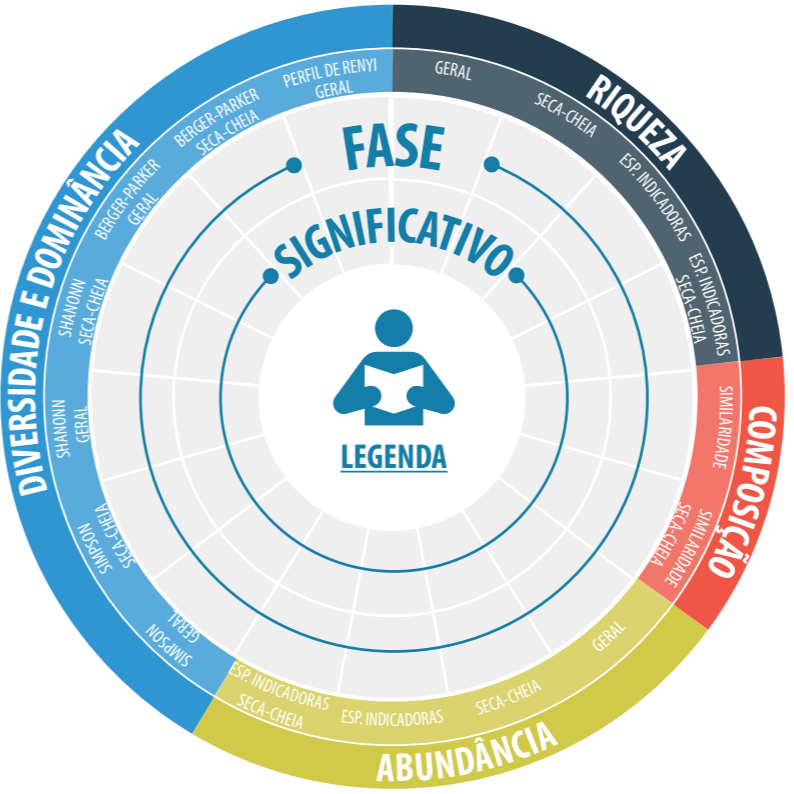 RIQUEZA
GERAL
SECA-CHEIA
ESP. INDICADORAS
ESP. INDICADORAS
SECA-CHEIA
COMPOSIÇÃO
SIMILARIDADE
SIMILARIDADE
SECA-CHEIA
ABUNDÂNCIA
GERAL
SECA-CHEIA
ESP. INDICADORAS
ESP. INDICADORAS
SECA-CHEIA
DIVERSIDADE E DOMINÂNCIA
SIMPSON
GERAL
SIMPSON
SECA-CHEIA
SHANONN
GERAL
SHANONN
SECA-CHEIA
BERGER-PARKER
GERAL
BERGER-PARKER
SECA-CHEIA
PERFIL DE RENYI
GERAL
FASE
SIGNIFICATIVO
LEGENDA